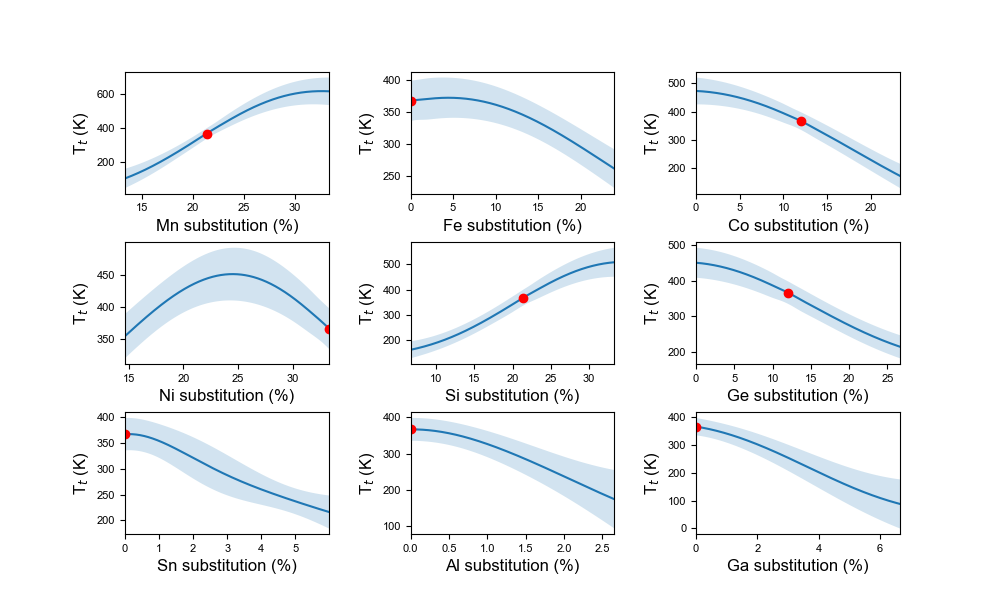 T_t (K)
600
400
200
15 20 25 30
Mn substitution (%)
T_t (K)
400
350
300
250
0 5 10 15 20
Fe substitution (%)
T_t (K)
500
400
300
200
0 5 10 15 20
Co substitution (%)
T_t (K)
450
400
350
15 20 25 30
Ni substitution (%)
T_t (K)
500
400
300
200
10 15 20 25 30
Si substitution (%)
T_t (K)
500
400
300
200
0 5 10 15 20 25
Ge substitution (%)
T_t (K)
400
350
300
250
200
0 1 2 3 4 5
Sn substitution (%)
T_t (K)
400
300
200
100
0.0 0.5 1.0 1.5 2.0 2.5
Al substitution (%)
T_t (K)
400
300
200
100
0
0 2 4 6
Ga substitution (%)